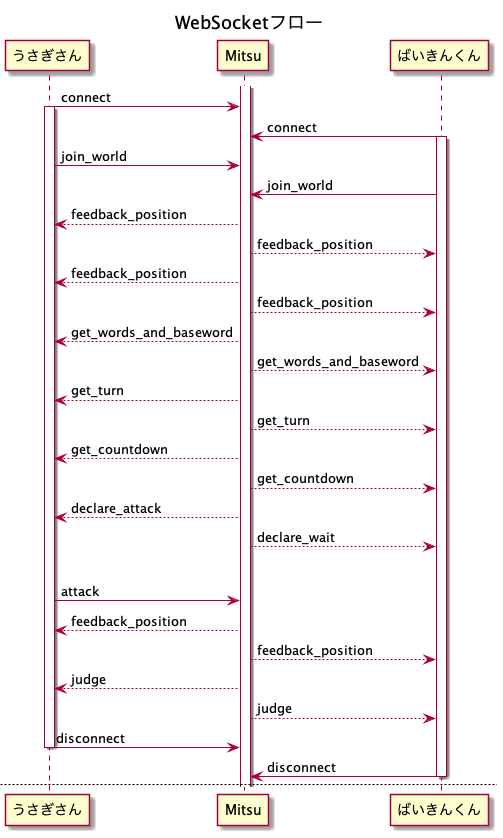 WebSocketフロー
うさぎさん Mitsu ばいきんくん
connect
connect
join_world
join_world
feedback_position
feedback_position
feedback_position
feedback_position
get_words_and_baseword
get_words_and_baseword
get_turn
get_turn
get_countdown
get_countdown
declare_attack
declare_wait
attack
feedback_position
feedback_position
judge
judge
disconnect
disconnect
うさぎさん Mitsu ばいきんくん